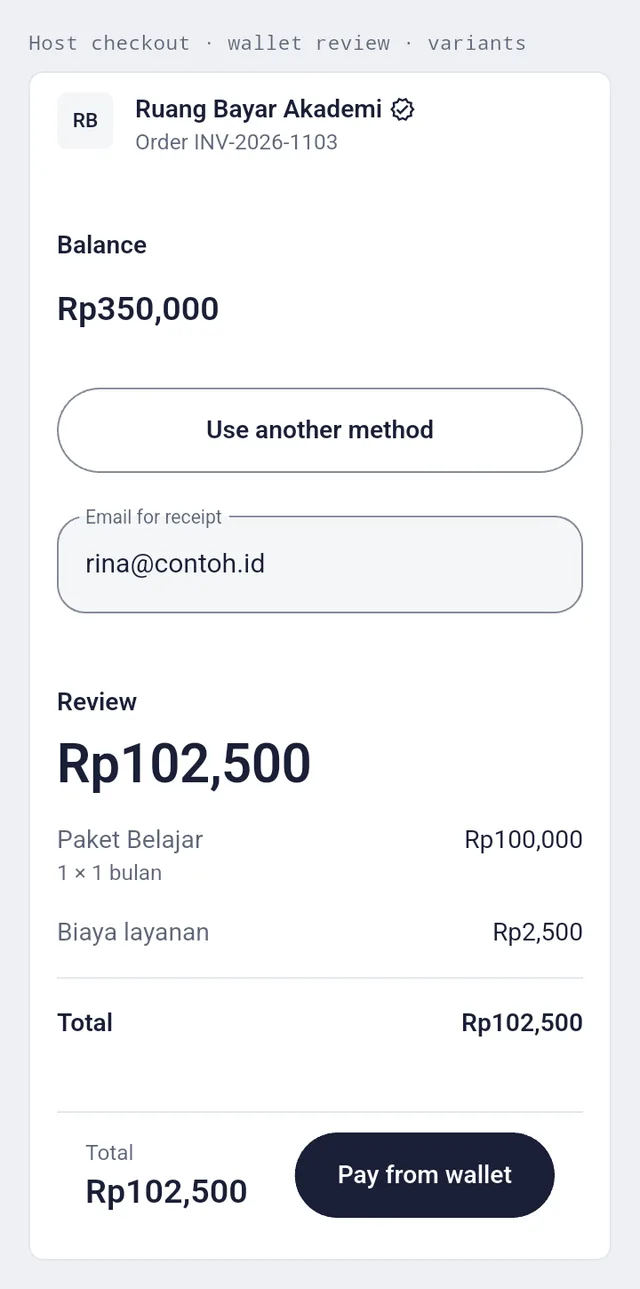 Host checkout · wallet review · variants
RB
Ruang Bayar Akademi
Order INV-2026-1103
Balance
Rp350,000
Use another method
Email for receipt
rina@contoh.id
Review
Rp102,500
Paket Belajar Rp100,000
1 × 1 bulan
Biaya layanan Rp2,500
Total Rp102,500
Total
Rp102,500
Pay from wallet